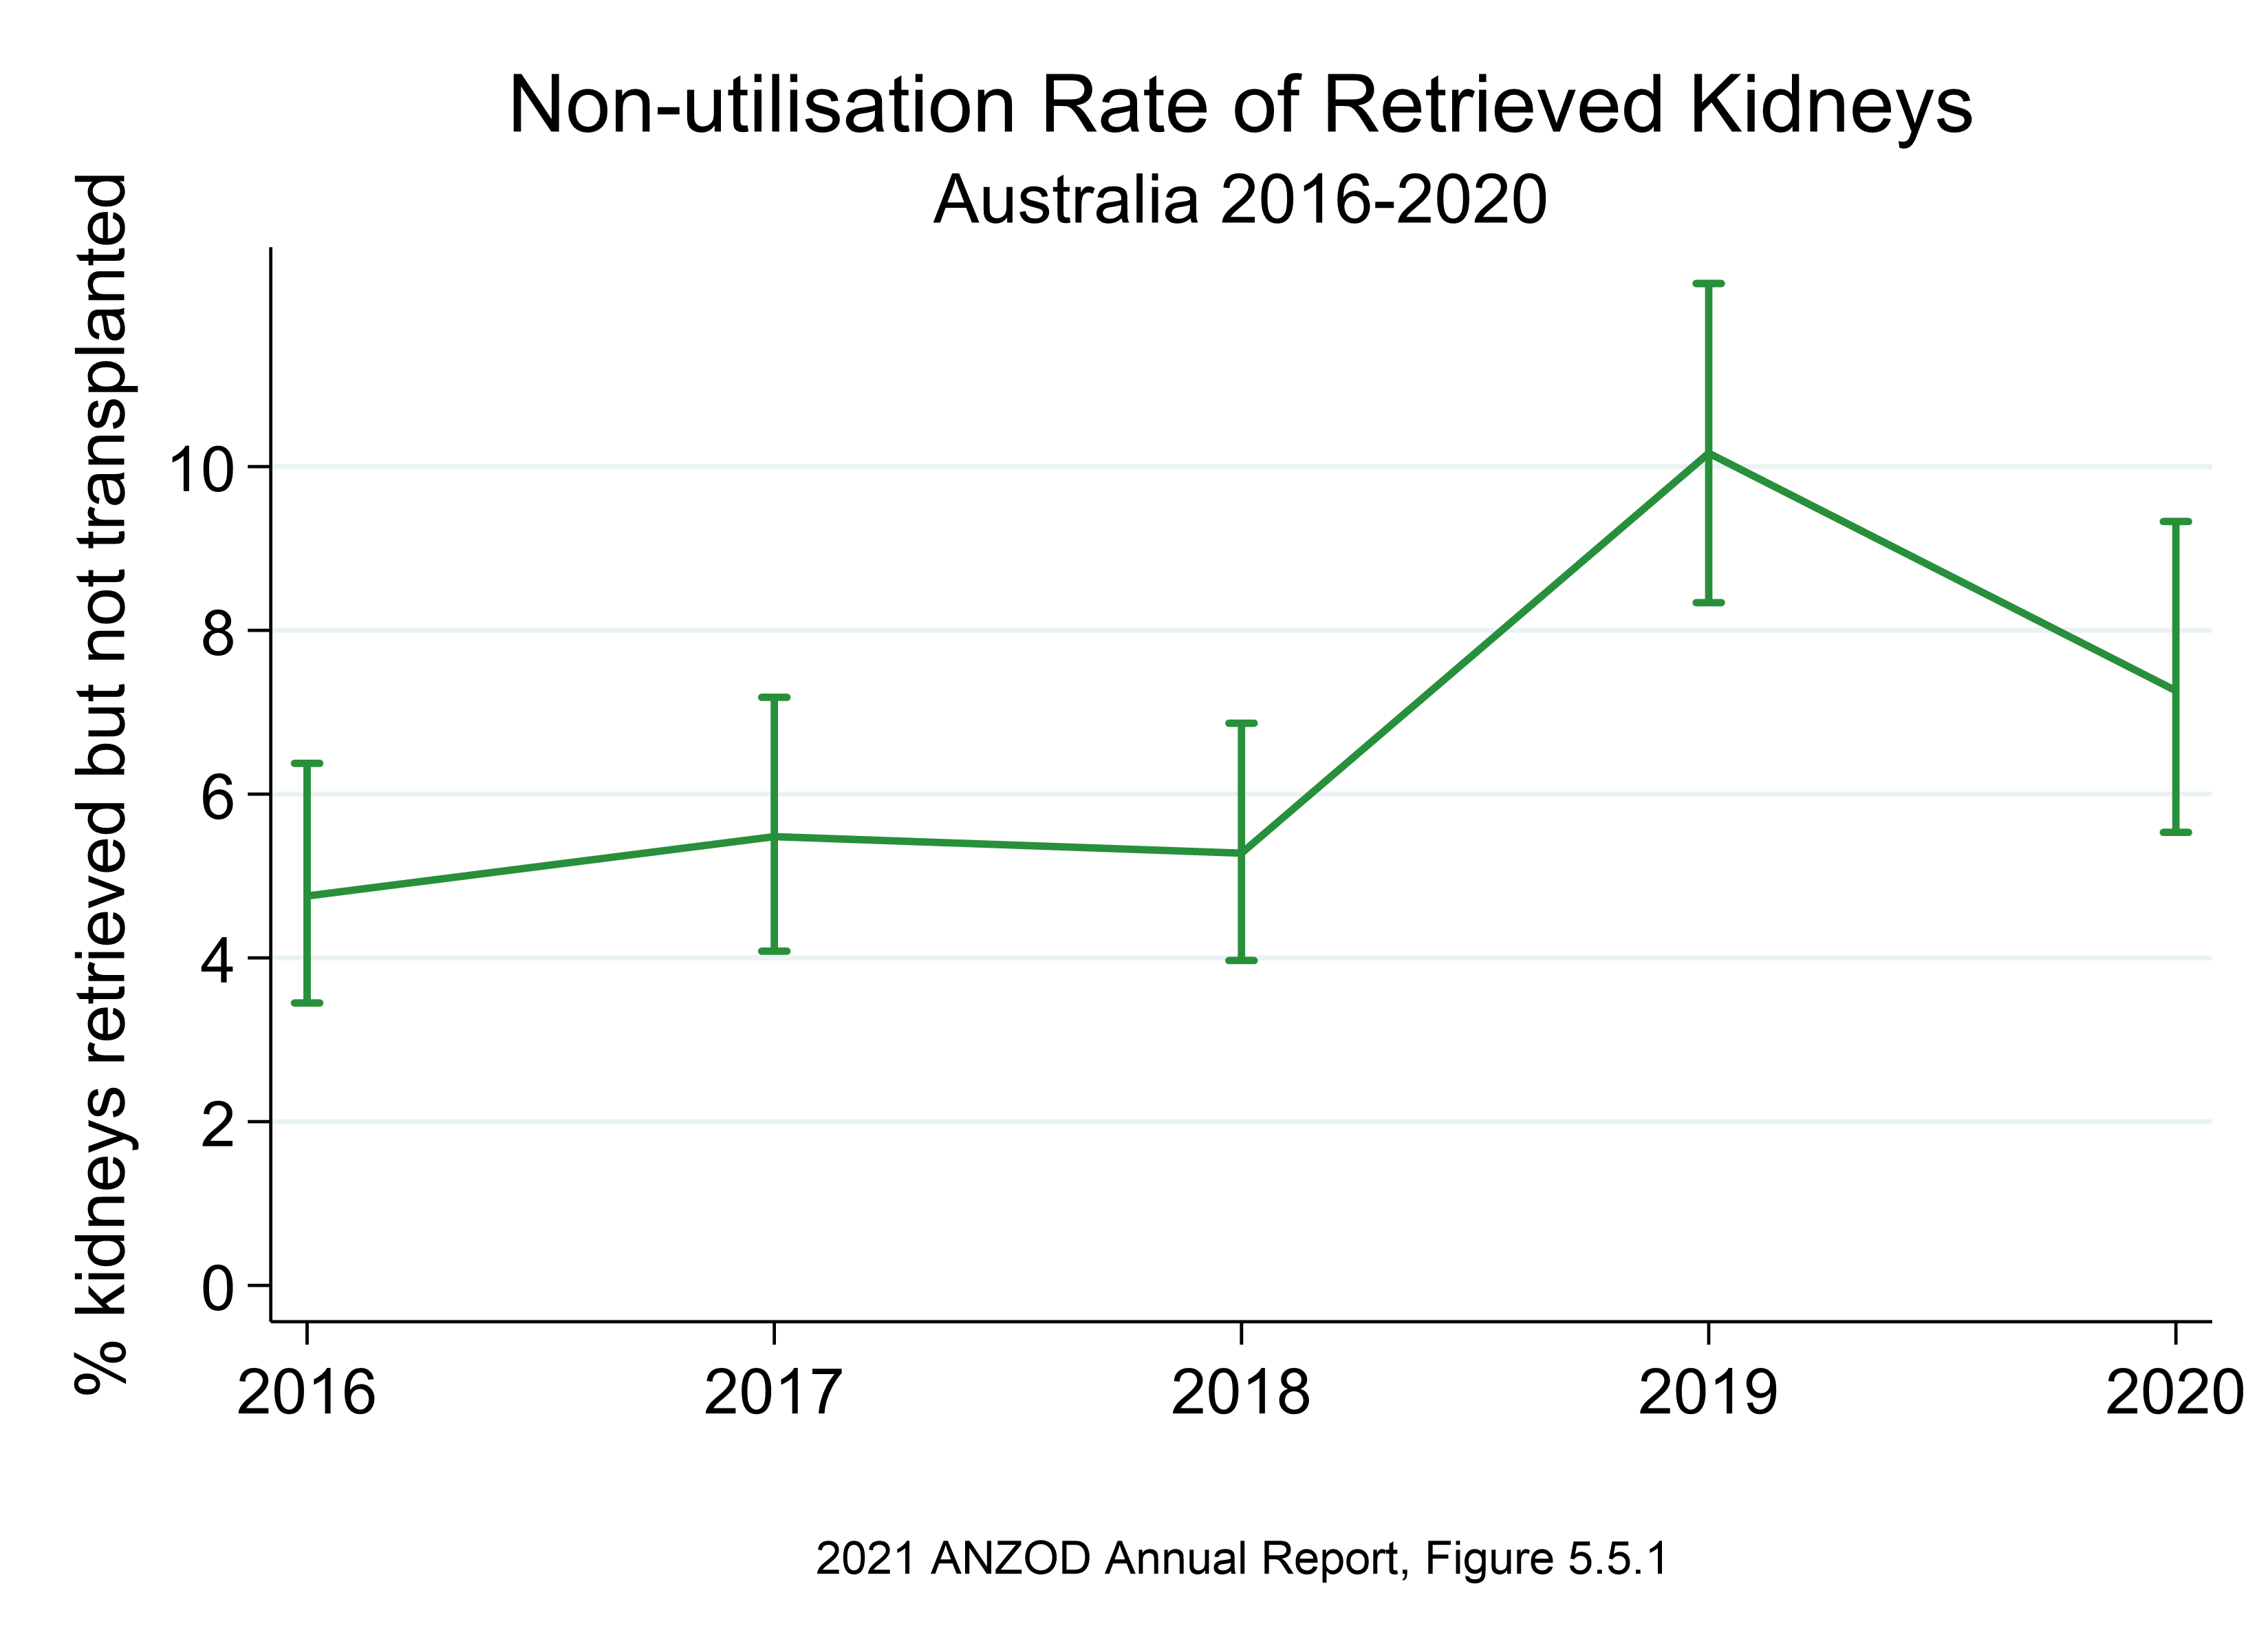 Non-utilisation Rate of Retrieved Kidneys
Australia 2016-2020
% kidneys retrieved but not transplanted
10
8
6
4
2
0
2016 2017 2018 2019 2020
2021 ANZOD Annual Report, Figure 5.5.1